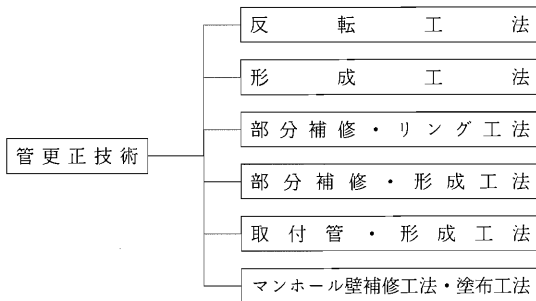 反転工法
形成工法
部分補修・リング工法
管更正技術
部分補修・形成工法
取付管・形成工法
マンホール壁補修工法・塗布工法